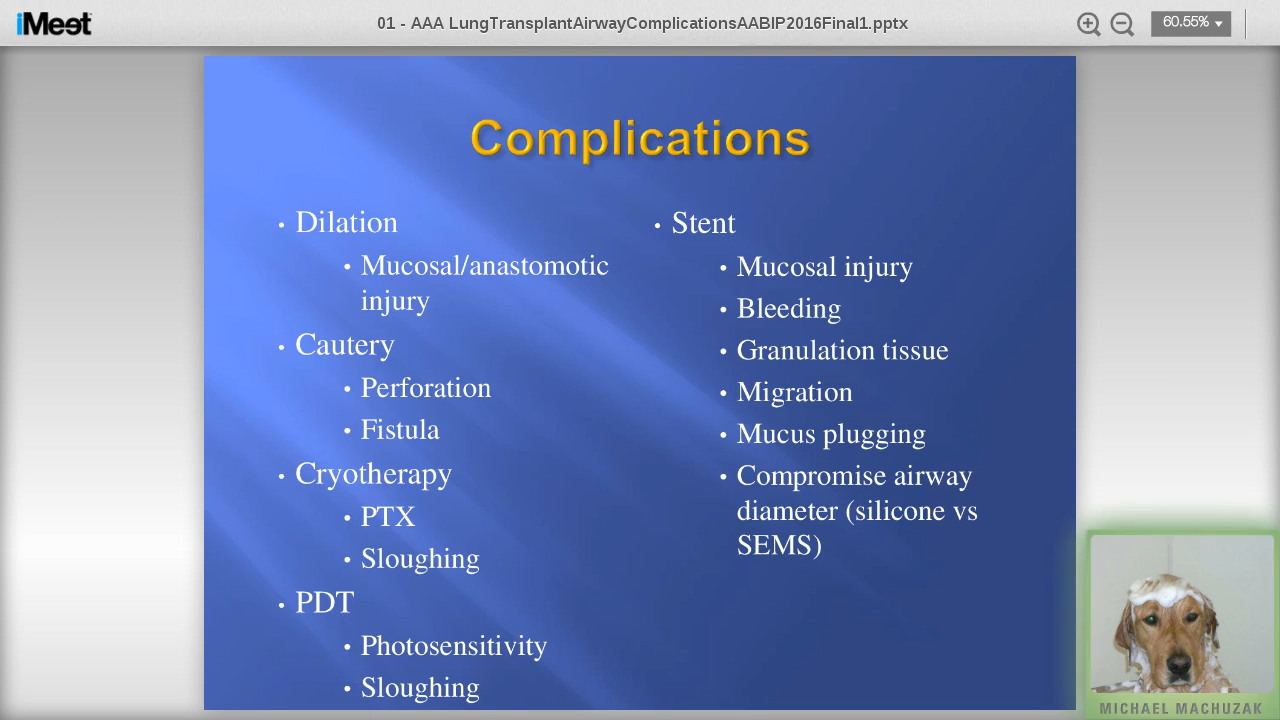 iMeet
01 - AAA LungTransplantAirwayComplicationsAABIP2016Final1.pptx
60.55%
Complications
• Dilation
• Mucosal/anastomotic
injury
• Cautery
• Perforation
• Fistula
• Cryotherapy
• PTX
• Sloughing
• PDT
• Photosensitivity
• Sloughing
• Stent
• Mucosal injury
• Bleeding
• Granulation tissue
• Migration
• Mucus plugging
• Compromise airway
diameter (silicone vs
SEMS)
MICHAEL MACHUZAK